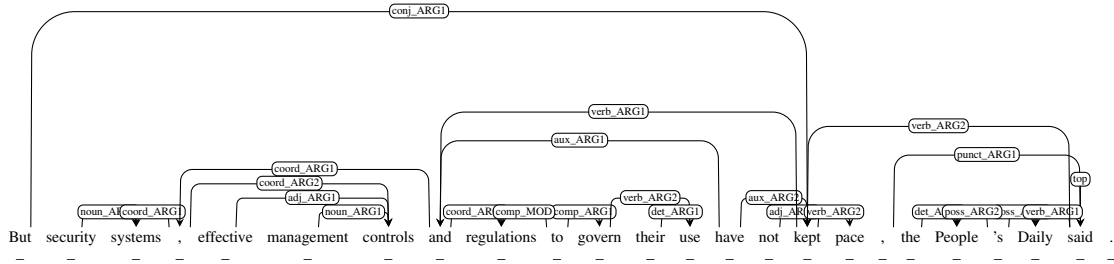 conj_ARG1
verb_ARG1
verb_ARG2
aux_ARG1
punct_ARG1
coord_ARG1
coord_ARG2 top
adj_ARG1 verb_ARG2 aux_ARG2
coord_ARG1 noun_ARG1 comp_MOD comp_ARG1 det_ARG1 verb_ARG2 poss_ARG2 verb_ARG1
But security systems , effective management controls and regulations to govern their use have not kept pace , the People 's Daily said .
_ _ _ _ _ _ _ _ _ _ _ _ _ _ _ _ _ _ _ _ _ _ _ _